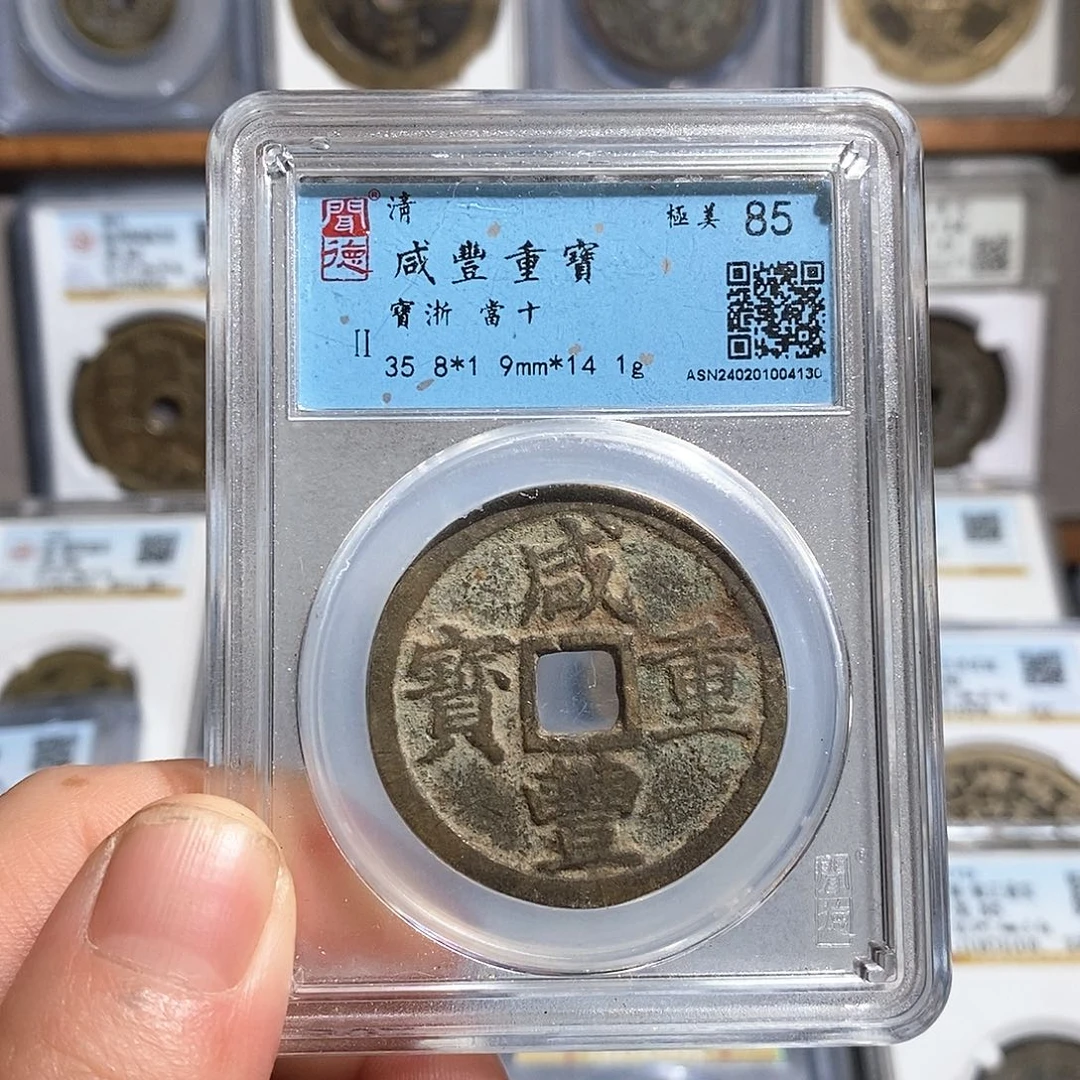 聞德®
清
極美 85
咸豐重寶
寶浙 當十
II
35 8*1 9mm*14 1g
ASN240201004130
咸
寶 重
豐
聞德